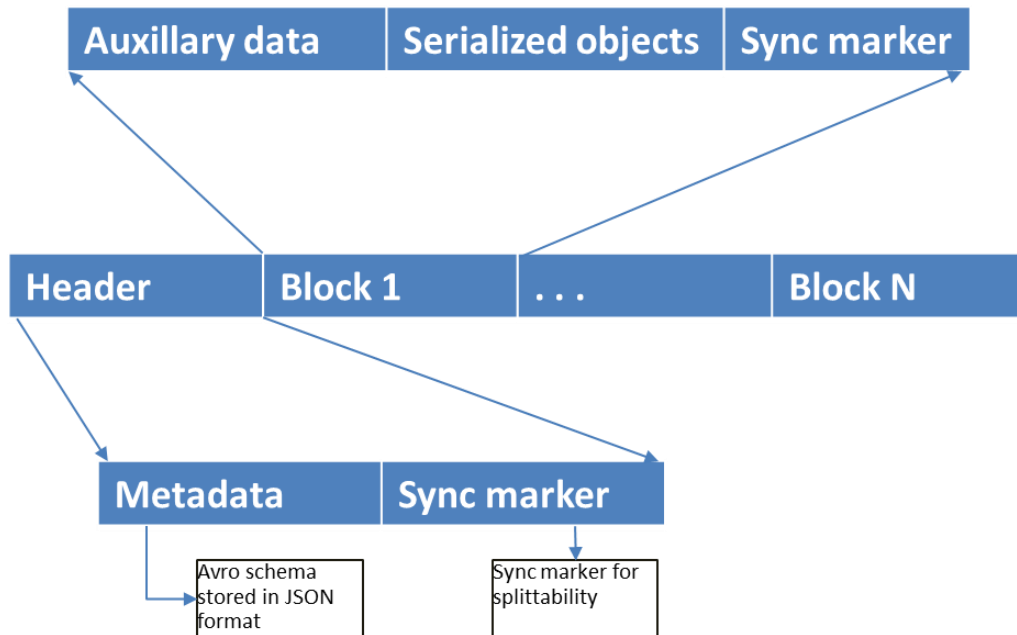 Auxillary data Serialized objects Sync marker
Header Block 1 . . . Block N
Metadata Sync marker
Avro schema
stored in JSON
format
Sync marker for
splittability